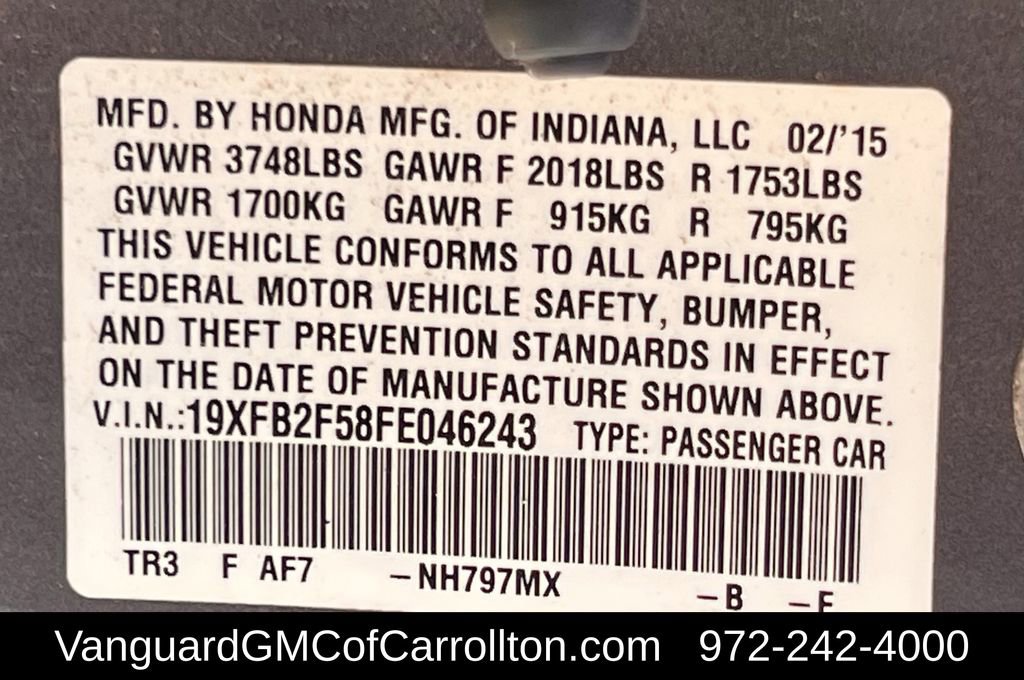 MFD. BY HONDA MFG. OF INDIANA, LLC 02/'15
GVWR 3748LBS GAWR F 2018LBS R 1753LBS
GVWR 1700KG GAWR F 915KG R 795KG
THIS VEHICLE CONFORMS TO ALL APPLICABLE
FEDERAL MOTOR VEHICLE SAFETY, BUMPER,
AND THEFT PREVENTION STANDARDS IN EFFECT
ON THE DATE OF MANUFACTURE SHOWN ABOVE.
V.I.N.:19XFB2F58FE046243 TYPE: PASSENGER CAR
TR3 F AF7 –NH797MX –B –
VanguardGMCofCarrollton.com 972-242-4000